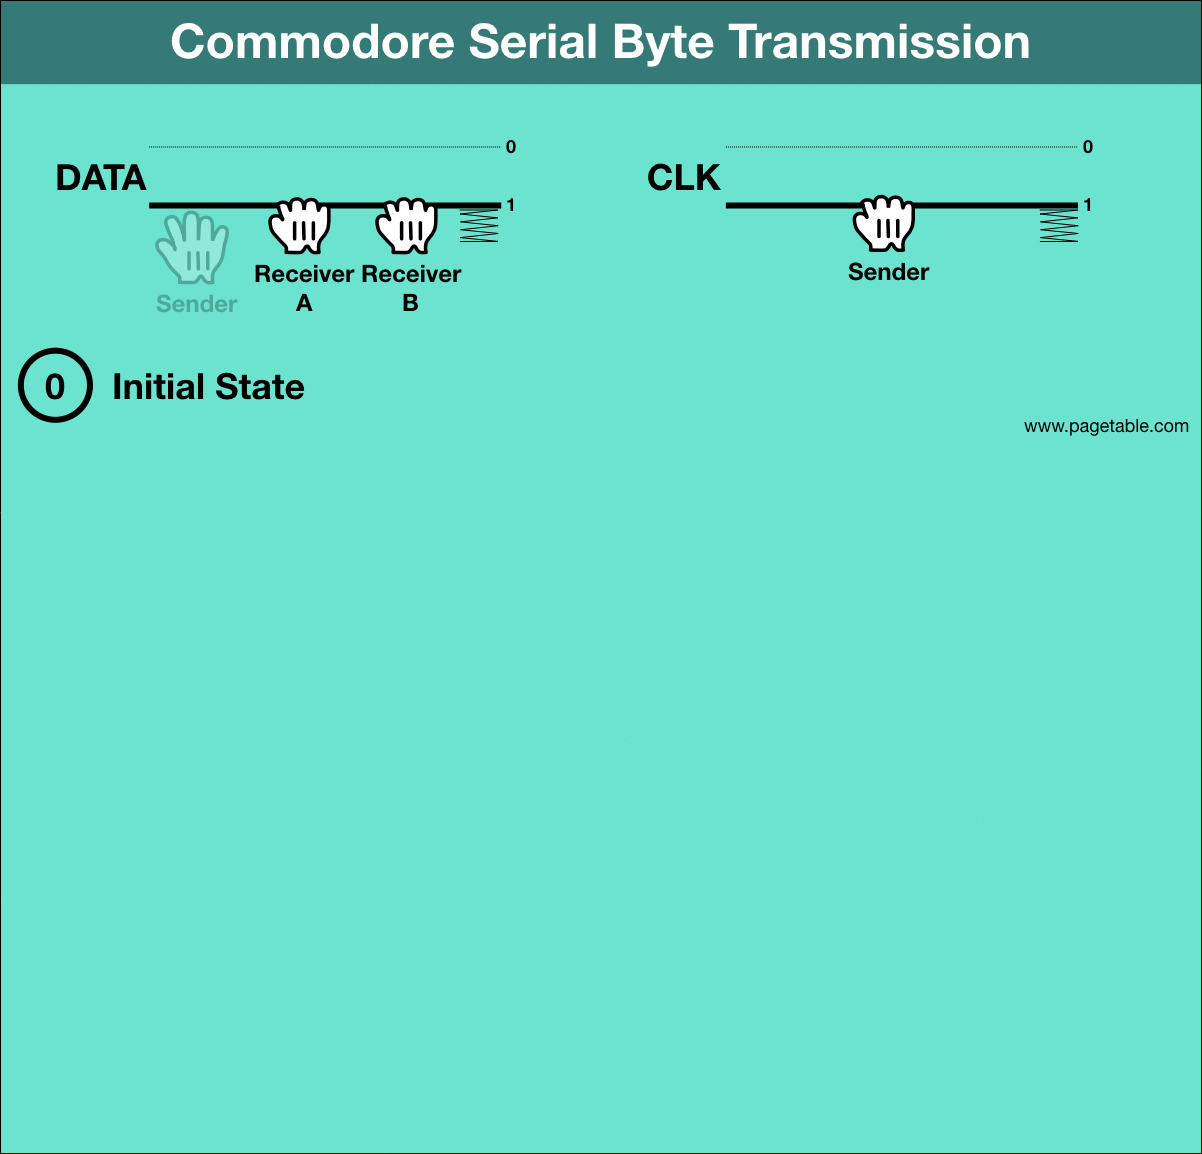 Commodore Serial Byte Transmission
DATA
0
1
Sender
Receiver
A
Receiver
B
CLK
0
1
Sender
0 Initial State
www.pagetable.com